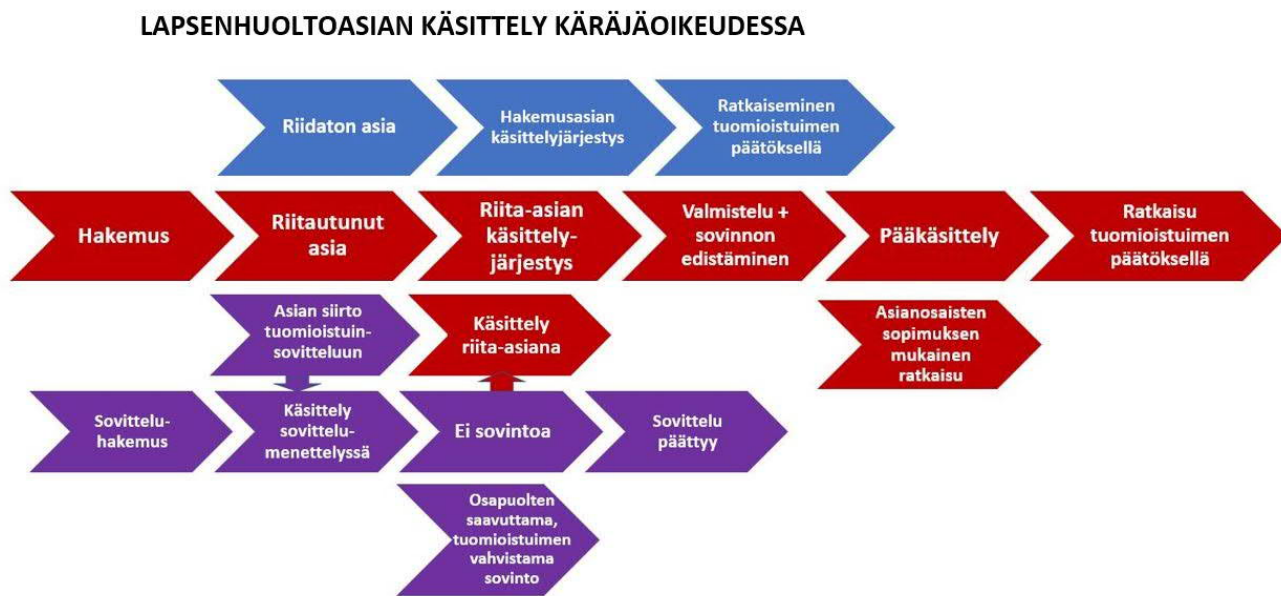 LAPSENHUOLTOASIAN KÄSITTELY KÄRÄJÄOIKEUDESSA
Riidaton asia
Hakemusasian
käsittelyjärjestys
Ratkaiseminen
tuomioistuimen
päätöksellä
Hakemus
Riitautunut
asia
Riita-asian
käsittely-
järjestys
Valmistelu +
sovinnon
edistäminen
Pääkäsittely
Ratkaisu
tuomioistuimen
päätöksellä
Asian siirto
tuomioistuin-
sovitteluun
Käsittely
riita-asiana
Asianosaisten
sopimuksen
mukainen
ratkaisu
Sovittelu-
hakemus
Käsittely
sovittelu-
menettelyssä
Ei sovintoa
Sovittelu
päättyy
Osapuolten
saavuttama,
tuomioistuimen
vahvistama
sovinto